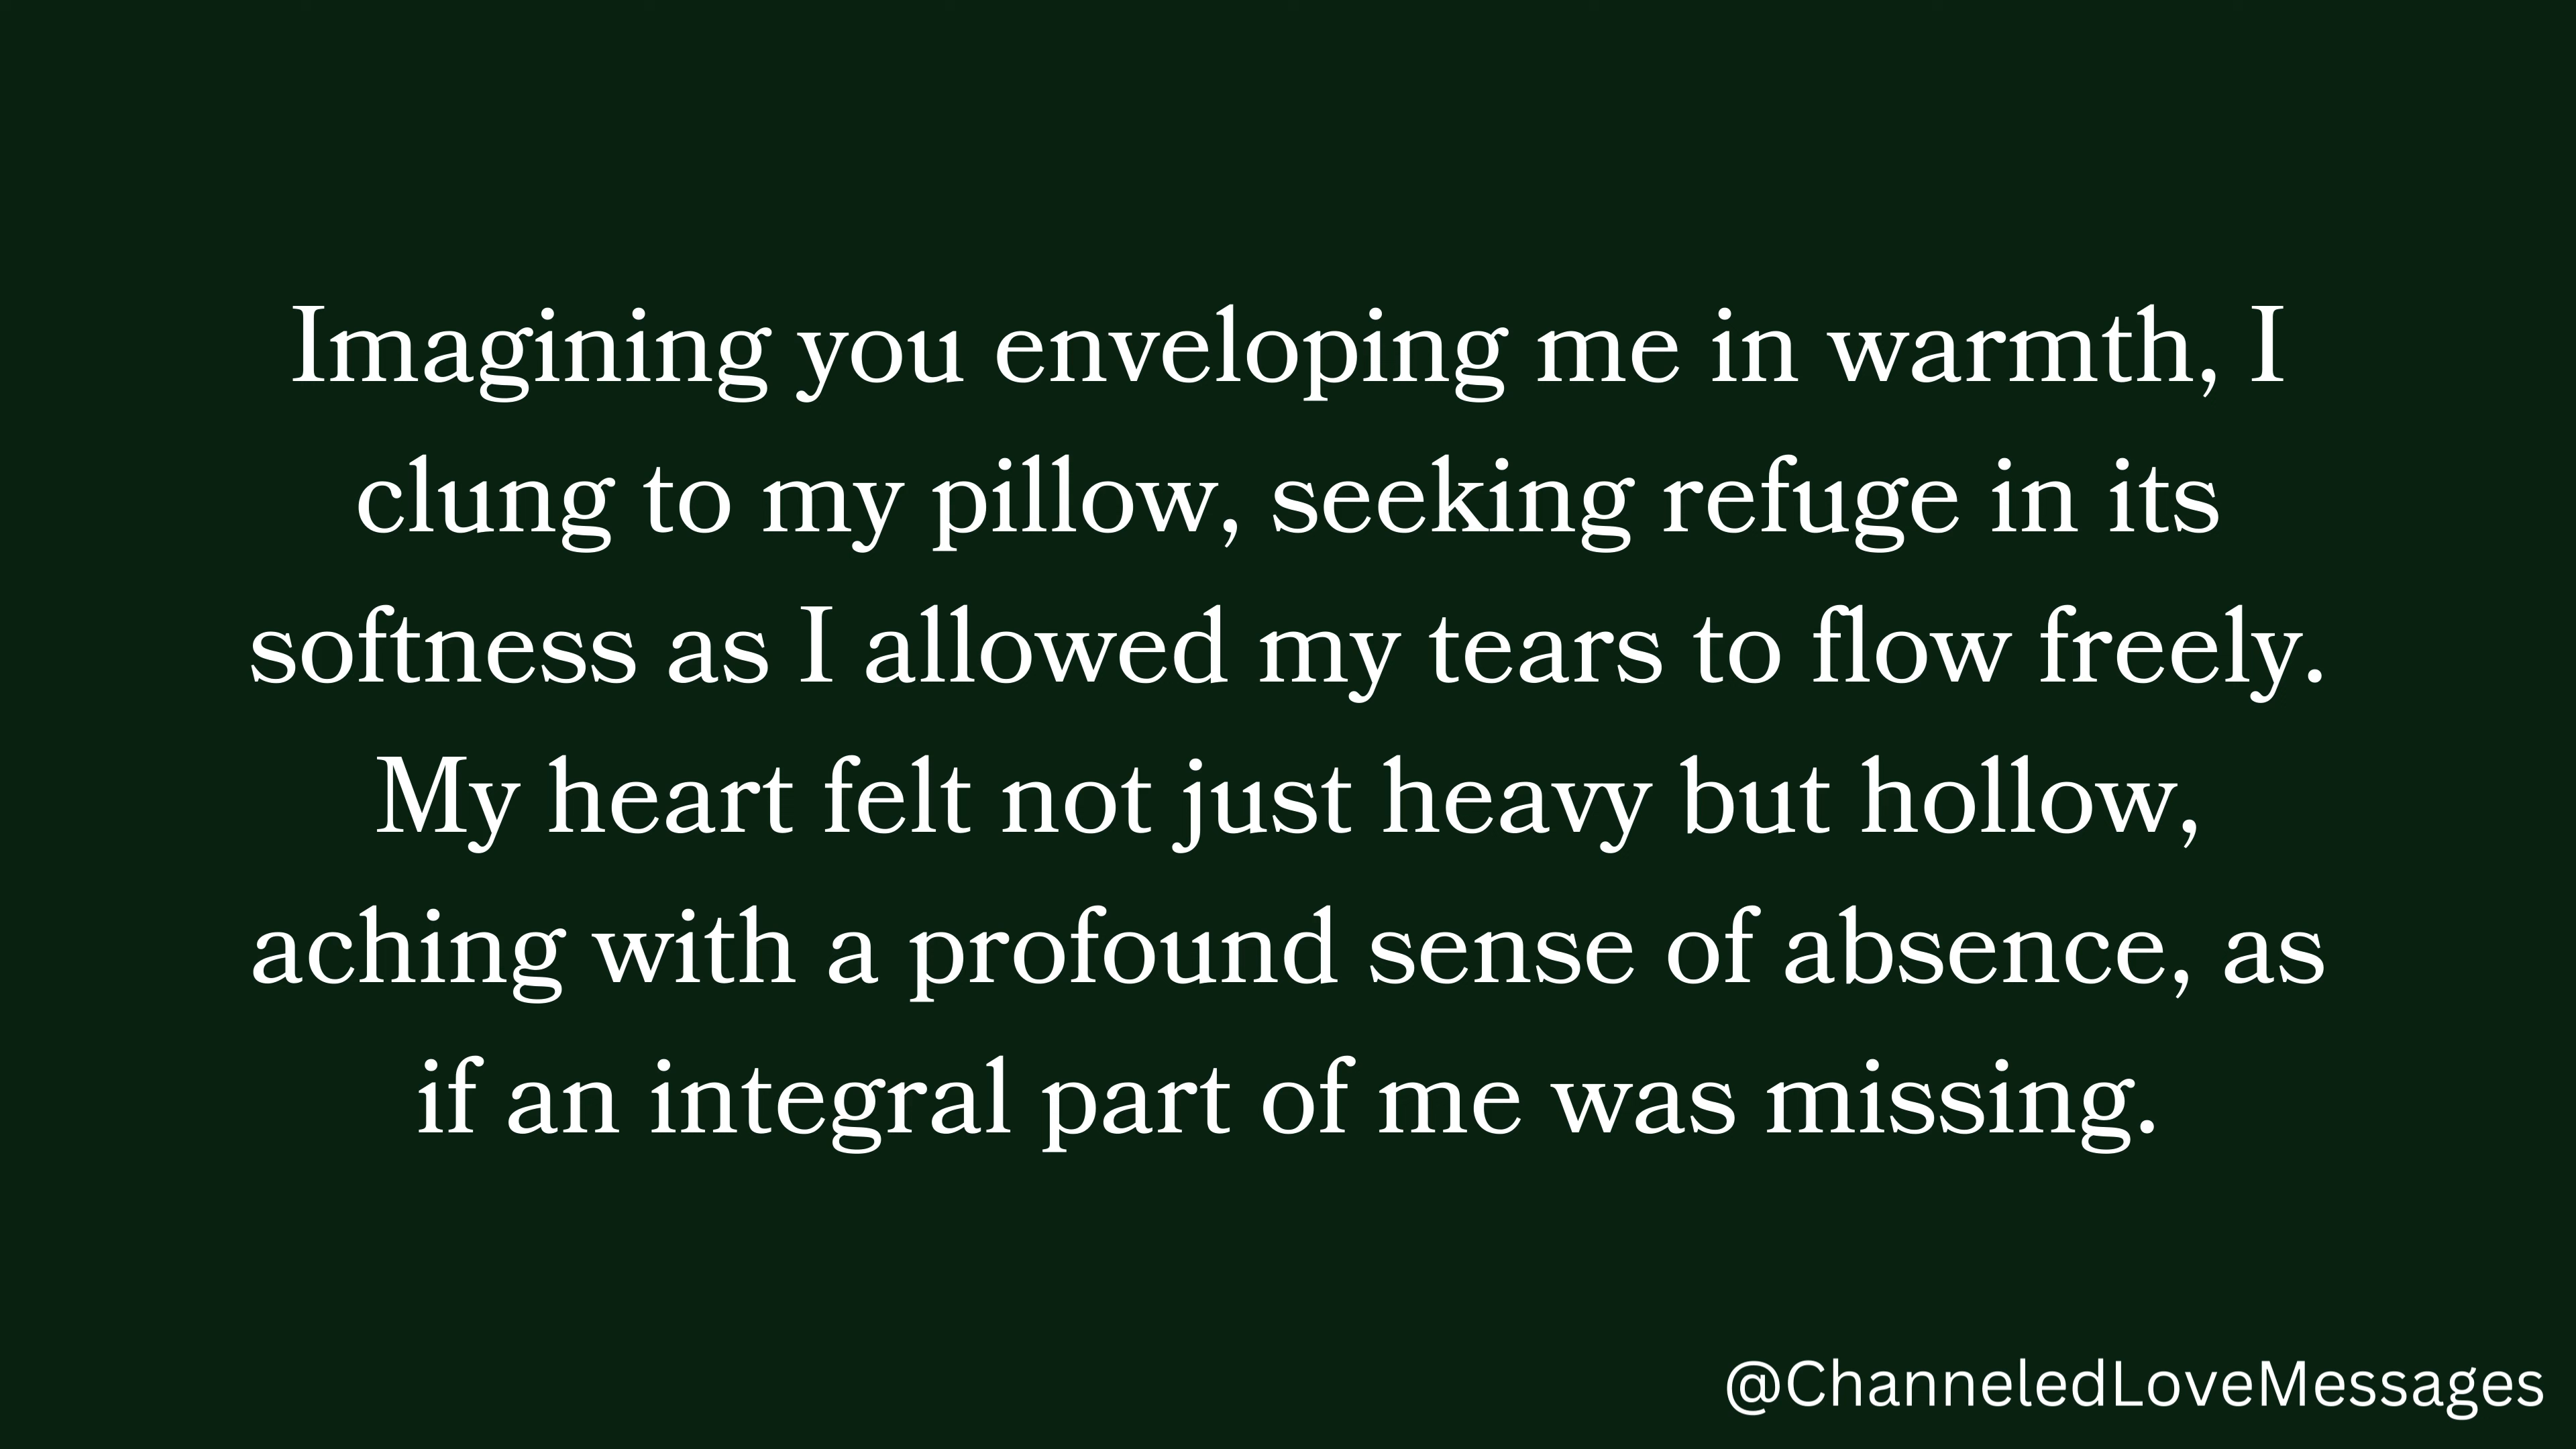 Imagining you enveloping me in warmth, I
clung to my pillow, seeking refuge in its
softness as I allowed my tears to flow freely.
My heart felt not just heavy but hollow,
aching with a profound sense of absence, as
if an integral part of me was missing.
@ChanneledLoveMessages